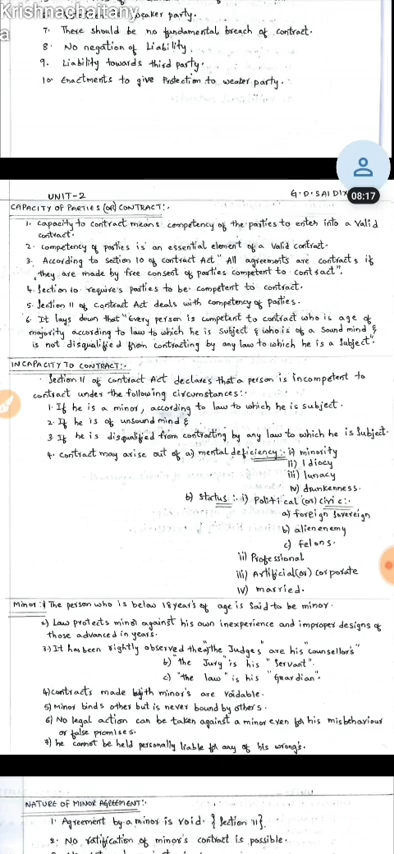 Krishnachaitany
a
weaker party.
7. There should be no fundamental breach of contract.
8. No negation of Liability.
9. Liability towards third party.
10. Enactments to give Protection to weaker party.
UNIT-2
G.D.SAI DIX
08:17
CAPACITY OF PARTIES (OR) CONTRACT:-
1. Capacity to contract means competency of the parties to enter into a valid
contract.
2. Competency of parties is an essential element of a valid contract.
3. According to section 10 of contract Act "All agreements are contracts if
they are made by free consent of parties competent to contract".
4. Section 10 requires parties to be competent to contract.
5. Section 11 of Contract Act deals with competency of parties.
6. It lays down that "Every person is competent to contract who is age of
majority according to law to which he is subject & who is of a sound mind &
is not disqualified from contracting by any law to which he is a subject"
INCAPACITY TO CONTRACT:-
Section 11 of contract Act declares that a person is incompetent to
contract under the following circumstances:-
1. If he is a minor, according to law to which he is subject.
2. If he is of unsound mind &
3. If he is disqualified from contracting by any law to which he is subject.
4. Contract may arise out of a) mental deficiency:- i) minority
ii) Idiocy
iii) lunacy
iv) drunkenness.
b) status:- i) Political (or) civic:-
a) foreign Sovereign
b) alien enemy
c) felons.
ii) Professional
iii) Artificial (or) corporate
iv) married.
Minor:- 1) The person who is below 18 year's of age is said to be minor.
2) Law protects minor against his own inexperience and improper designs of
those advanced in years.
3) It has been rightly observed the a) "the Judges" are his "counsellors"
b) "the Jury" is his "Servant".
c) "the law" is his "Guardian".
4) contracts made with minor's are voidable.
5) Minor binds others but is never bound by others.
6) No legal action can be taken against a minor even for his misbehaviour
or false promises.
7) he cannot be held personally liable for any of his wrongs.
NATURE OF MINOR AGREEMENT:-
1. Agreement by a minor is void. {Section 11}
2. No ratification of minor's contract is possible.